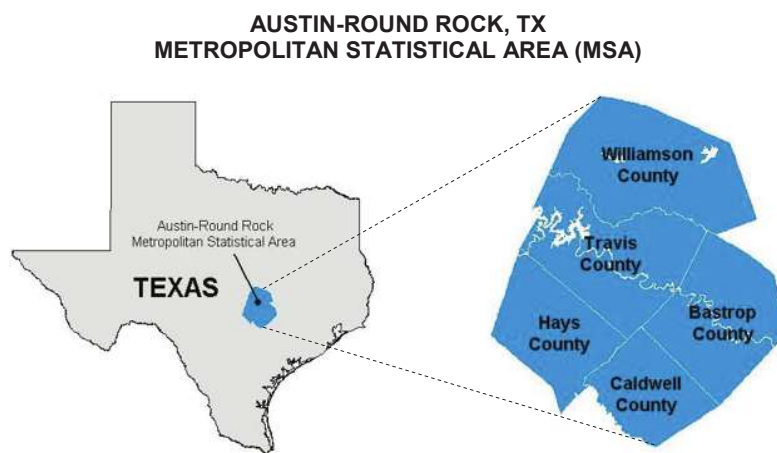 AUSTIN-ROUND ROCK, TX
METROPOLITAN STATISTICAL AREA (MSA)
Austin-Round Rock
Metropolitan Statistical Area
TEXAS
Williamson
County
Travis
County
Bastrop
County
Hays
County
Caldwell
County